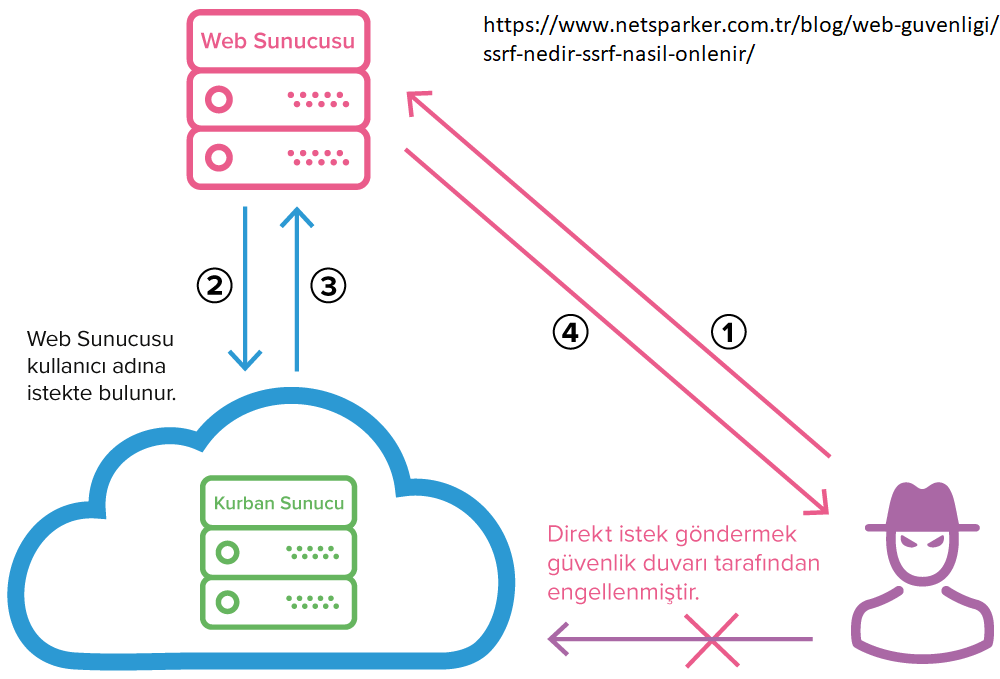 Web Sunucusu
https://www.netsparker.com.tr/blog/web-guvenligi/
ssrf-nedir-ssrf-nasil-onlenir/
2
3
4
1
Web Sunucusu
kullanıcı adına
istekte bulunur.
Kurban Sunucu
Direkt istek göndermek
güvenlik duvarı tarafından
engellenmiştir.